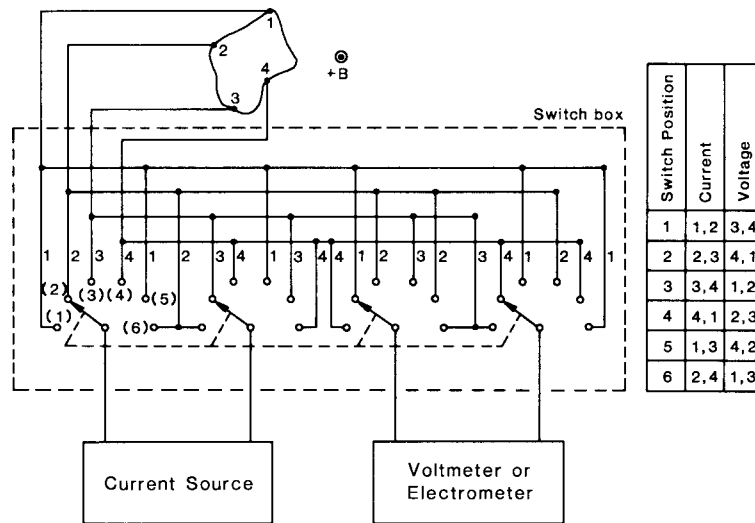 1
2
4
3
+B
Switch box
1 2 3 4 1 2 3 4 1 3 4 4 1 2 3 2 3 4 1 2 4 1
(2) (3) (4) (5)
(1) (6)
Current Source
Voltmeter or
Electrometer
Switch Position Current Voltage
1 1,2 3,4
2 2,3 4,1
3 3,4 1,2
4 4,1 2,3
5 1,3 4,2
6 2,4 1,3